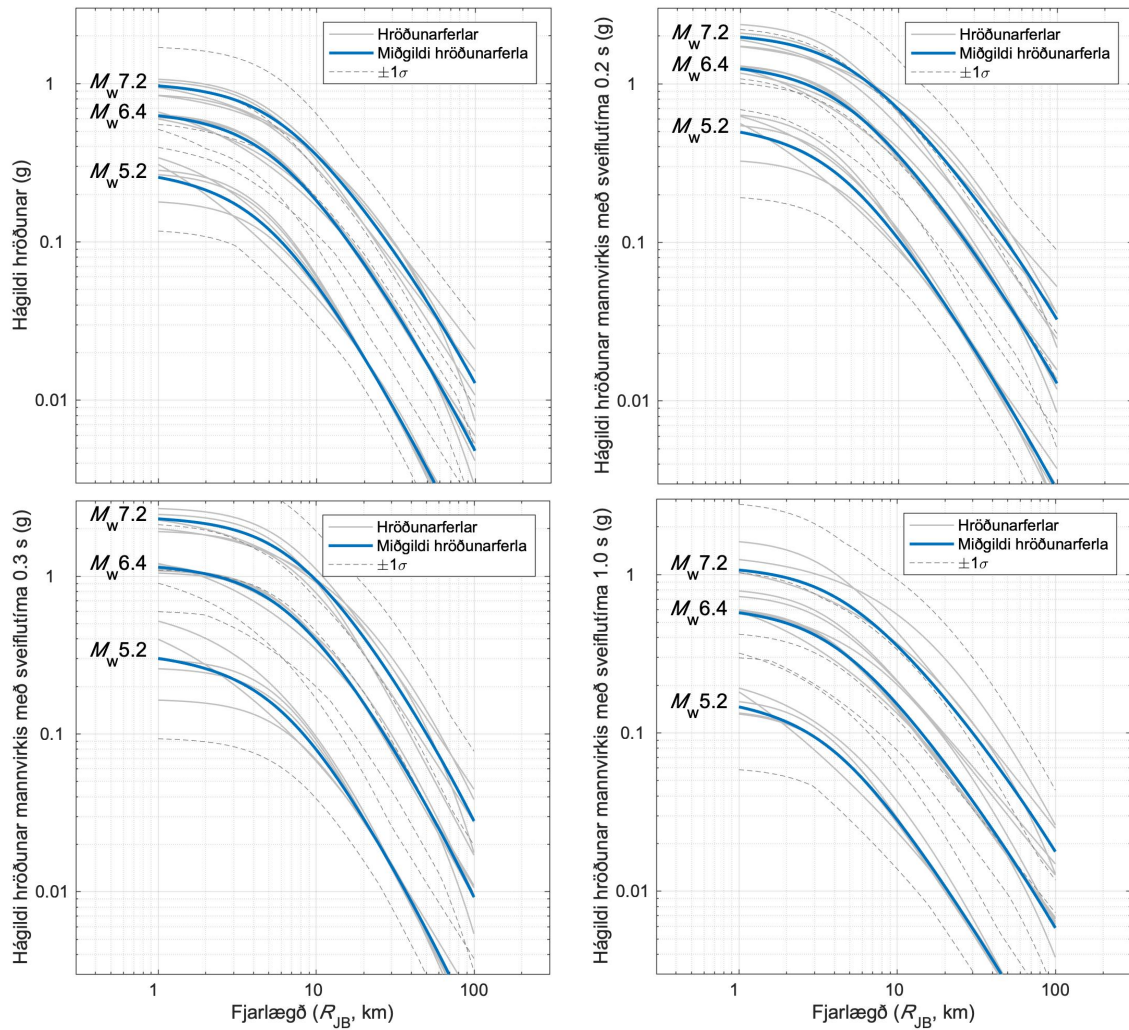 Hágildi hröðunar (g)
1
0.1
0.01
Mw7.2
Mw6.4
Mw5.2
Hröðunarferlar
Miðgildi hröðunarferla
±1σ
Hágildi hröðunar mannvirkis með sveiflutíma 0.2 s (g)
1
0.1
0.01
Mw7.2
Mw6.4
Mw5.2
Hröðunarferlar
Miðgildi hröðunarferla
±1σ
Hágildi hröðunar mannvirkis með sveiflutíma 0.3 s (g)
1
0.1
0.01
Mw7.2
Mw6.4
Mw5.2
Hröðunarferlar
Miðgildi hröðunarferla
±1σ
1 10 100
Fjarlægð (RJB, km)
Hágildi hröðunar mannvirkis með sveiflutíma 1.0 s (g)
1
0.1
0.01
Mw7.2
Mw6.4
Mw5.2
Hröðunarferlar
Miðgildi hröðunarferla
±1σ
1 10 100
Fjarlægð (RJB, km)